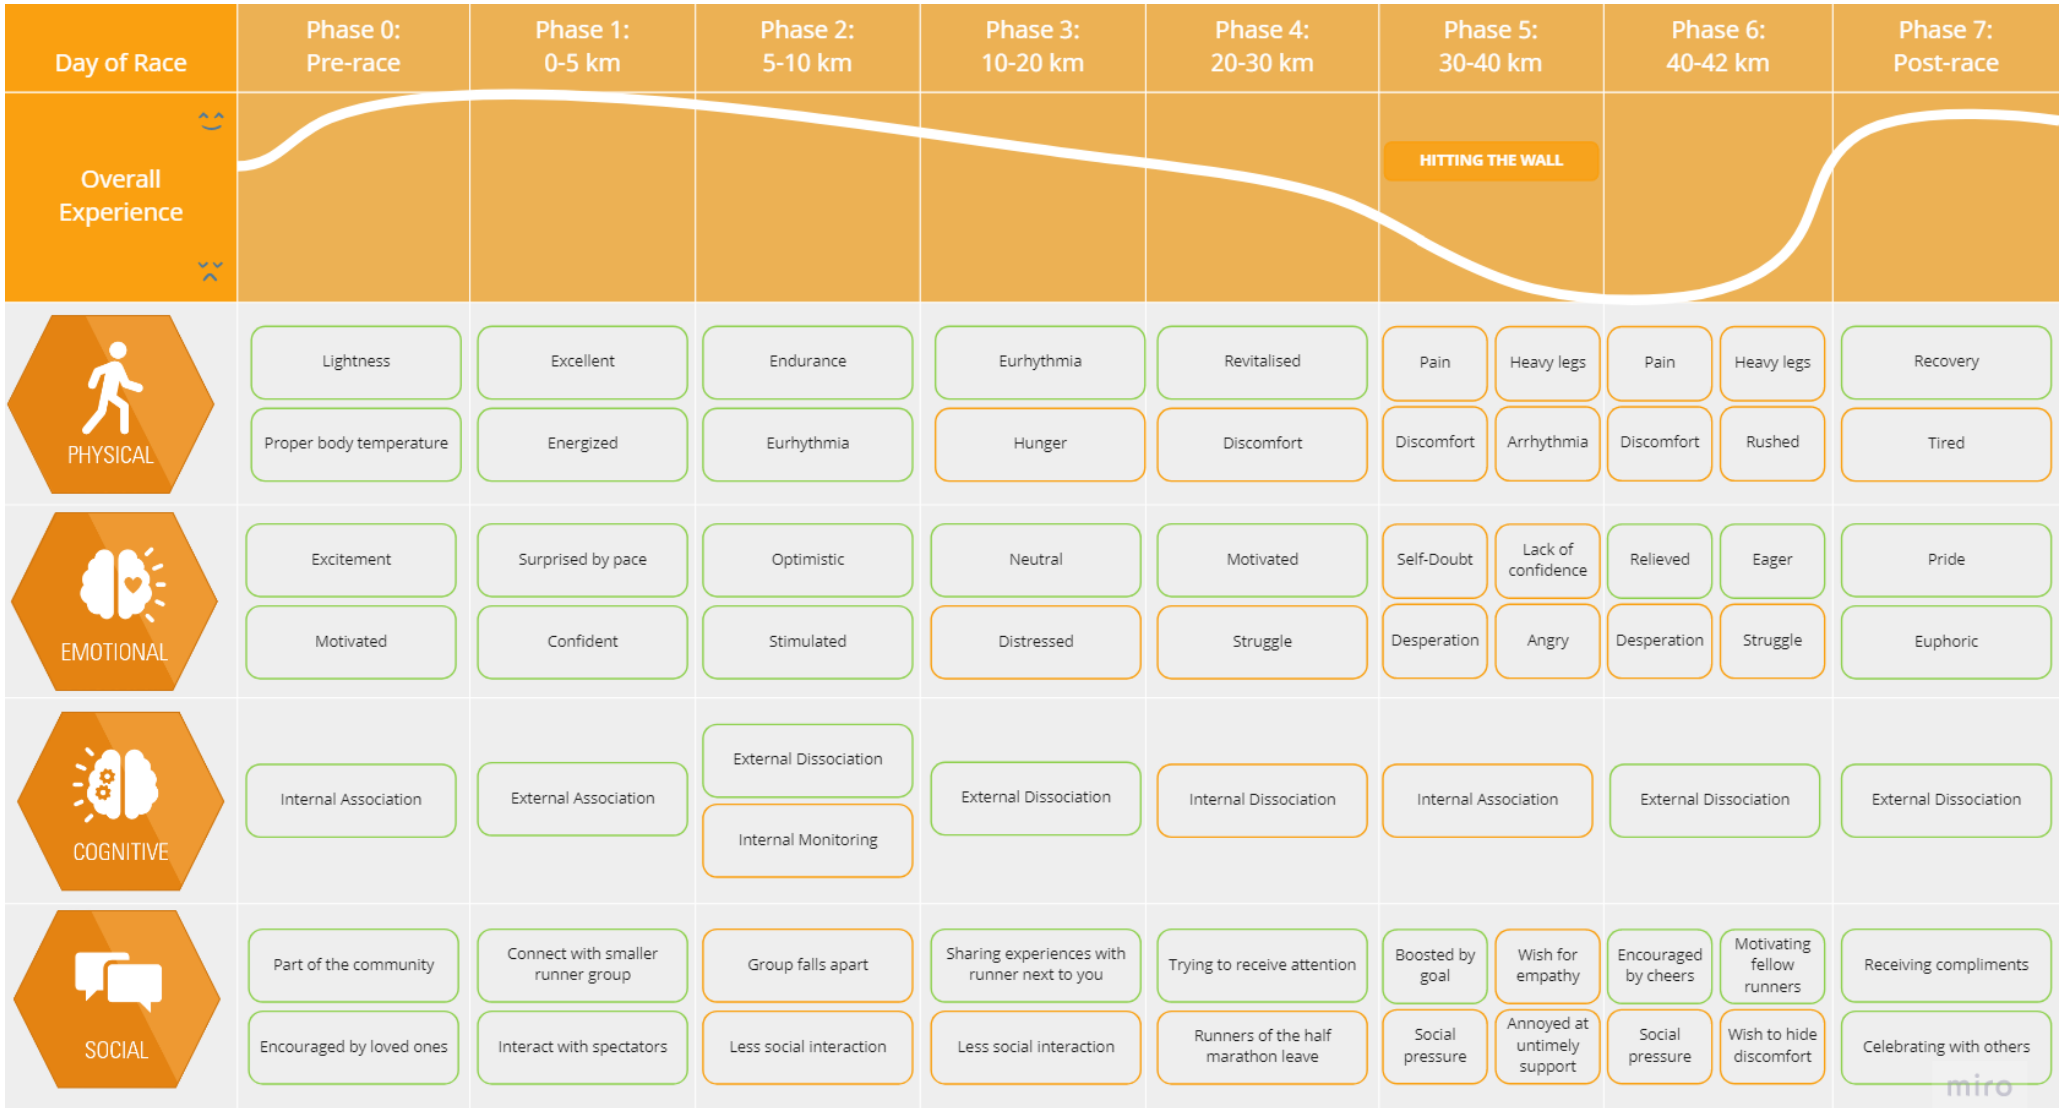 Day of Race
Phase 0:
Pre-race
Phase 1:
0-5 km
Phase 2:
5-10 km
Phase 3:
10-20 km
Phase 4:
20-30 km
Phase 5:
30-40 km
Phase 6:
40-42 km
Phase 7:
Post-race
Overall
Experience
HITTING THE WALL
PHYSICAL
Lightness
Proper body temperature
Excellent
Energized
Endurance
Eurhythmia
Eurhythmia
Hunger
Revitalised
Discomfort
Pain
Heavy legs
Discomfort
Arrhythmia
Pain
Heavy legs
Discomfort
Rushed
Recovery
Tired
EMOTIONAL
Excitement
Motivated
Surprised by pace
Confident
Optimistic
Stimulated
Neutral
Distressed
Motivated
Struggle
Self-Doubt
Lack of
confidence
Desperation
Angry
Relieved
Eager
Desperation
Struggle
Pride
Euphoric
COGNITIVE
Internal Association
External Association
External Dissociation
Internal Monitoring
External Dissociation
Internal Dissociation
Internal Association
External Dissociation
External Dissociation
SOCIAL
Part of the community
Encouraged by loved ones
Connect with smaller
runner group
Interact with spectators
Group falls apart
Less social interaction
Sharing experiences with
runner next to you
Less social interaction
Trying to receive attention
Runners of the half
marathon leave
Boosted by
goal
Wish for
empathy
Social
pressure
Annoyed at
untimely
support
Encouraged
by cheers
Motivating
fellow
runners
Social
pressure
Wish to hide
discomfort
Receiving compliments
Celebrating with others
miro